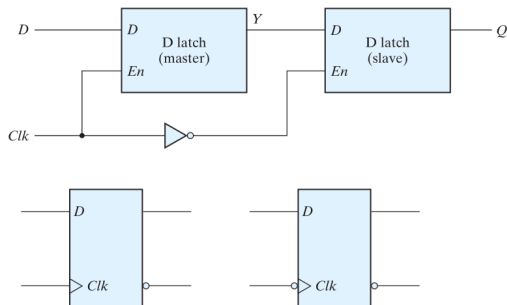 D
D
D latch
(master)
En
Y
D
D latch
(slave)
En
Q
Clk
D
Clk
D
Clk